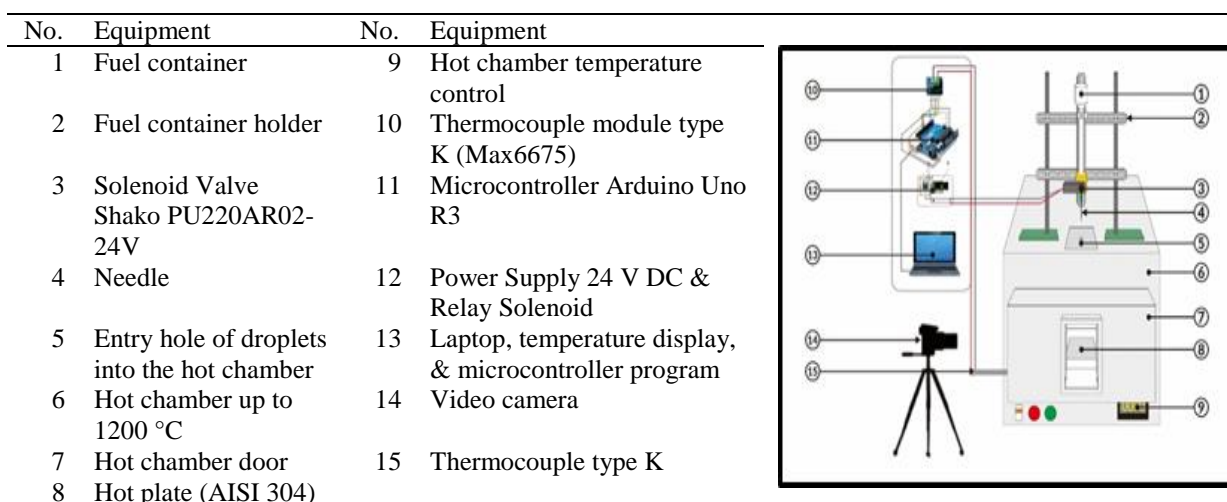 No. Equipment No. Equipment
1 Fuel container 9 Hot chamber temperature
control
2 Fuel container holder 10 Thermocouple module type
K (Max6675)
3 Solenoid Valve 11 Microcontroller Arduino Uno
Shako PU220AR02- R3
24V
4 Needle 12 Power Supply 24 V DC &
Relay Solenoid
5 Entry hole of droplets 13 Laptop, temperature display,
into the hot chamber & microcontroller program
6 Hot chamber up to 14 Video camera
1200 °C
7 Hot chamber door 15 Thermocouple type K
8 Hot plate (AISI 304)
10
11
12
13
14
15
1
2
3
4
5
6
7
8
9